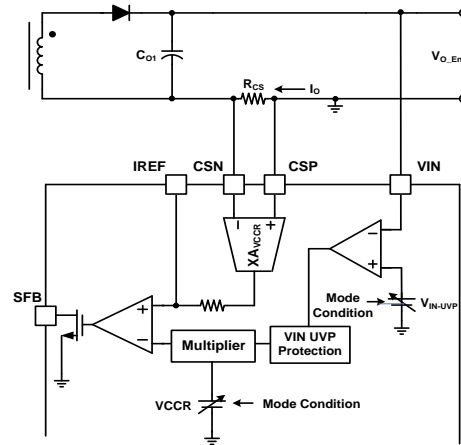 C_O1
R_CS
I_O
V_O_En
IREF
CSN
CSP
VIN
− +
XA_VCCR
−
+
SFB
+
−
Mode
Condition
V_IN-UVP
Multiplier
VIN UVP
Protection
VCCR
Mode Condition